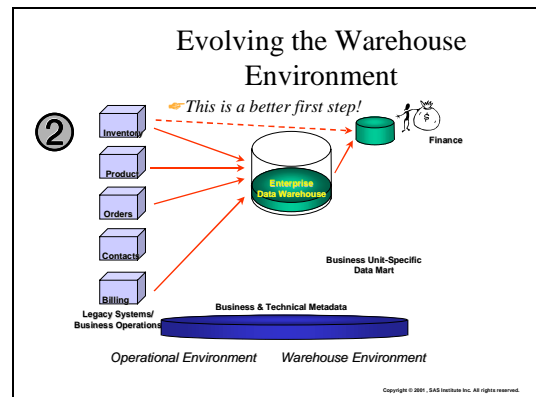 Evolving the Warehouse
Environment
This is a better first step!
2
Inventory
$
Finance
Product
Enterprise
Data Warehouse
Orders
Contacts
Business Unit-Specific
Data Mart
Billing
Legacy Systems/
Business Operations
Business & Technical Metadata
Operational Environment
Warehouse Environment
Copyright © 2001 , SAS Institute Inc. All rights reserved.